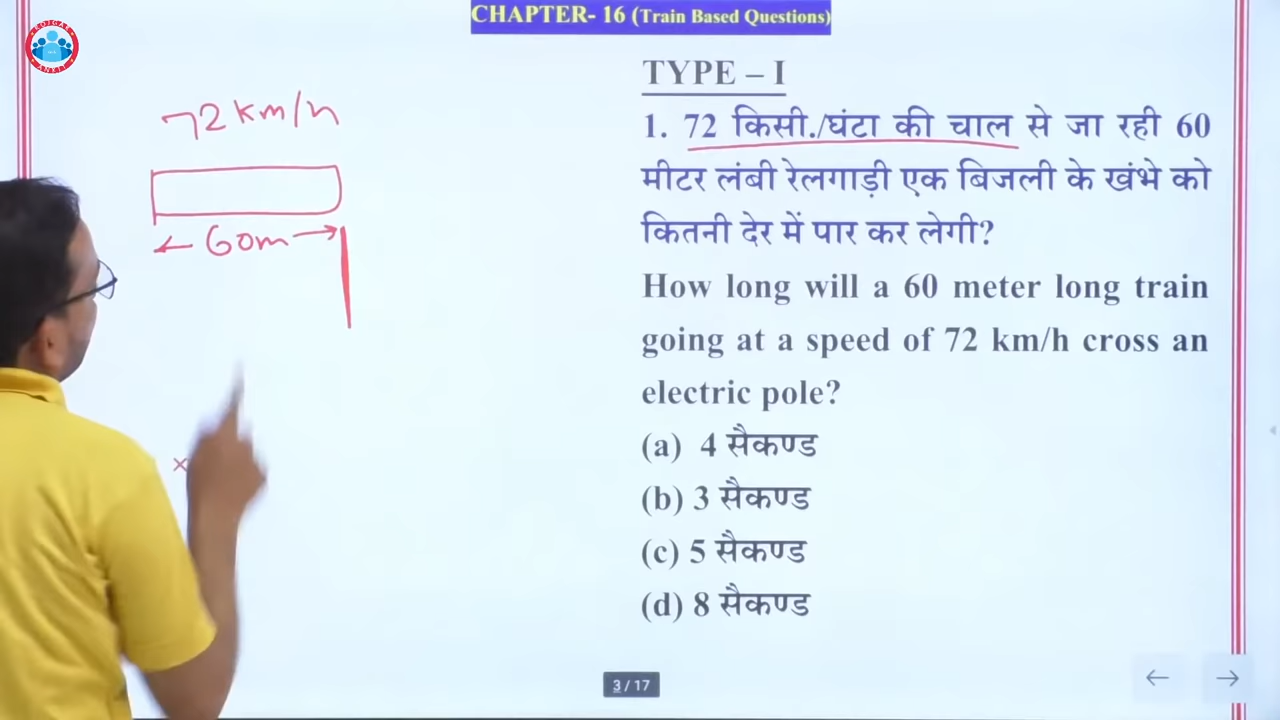 CHAPTER- 16 (Train Based Questions)
ROJGAR
ANKIT
72 km/h
60m
×
TYPE – I
1. 72 किसी./घंटा की चाल से जा रही 60
मीटर लंबी रेलगाड़ी एक बिजली के खंभे को
कितनी देर में पार कर लेगी?
How long will a 60 meter long train
going at a speed of 72 km/h cross an
electric pole?
(a) 4 सैकण्ड
(b) 3 सैकण्ड
(c) 5 सैकण्ड
(d) 8 सैकण्ड
3 / 17